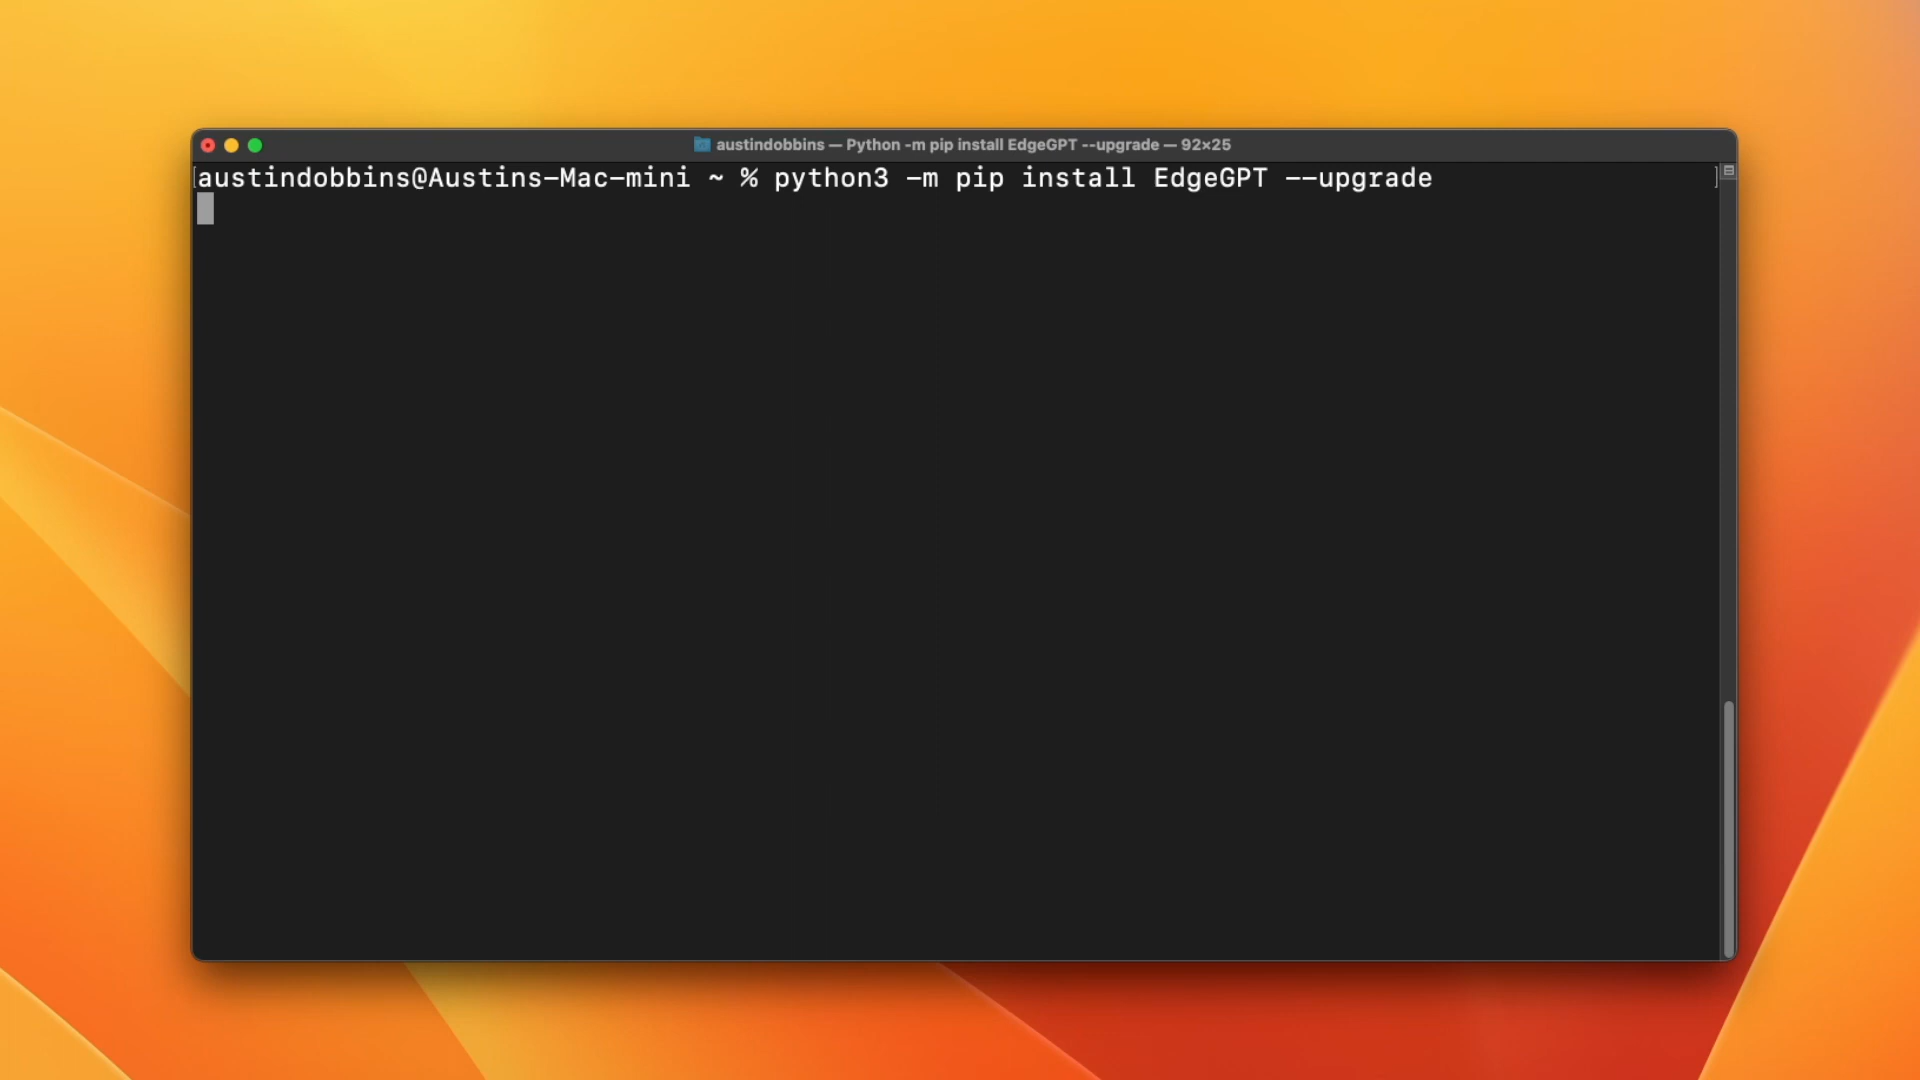 austindobbins — Python -m pip install EdgeGPT --upgrade — 92×25
[austindobbins@Austins-Mac-mini ~ % python3 -m pip install EdgeGPT --upgrade ]